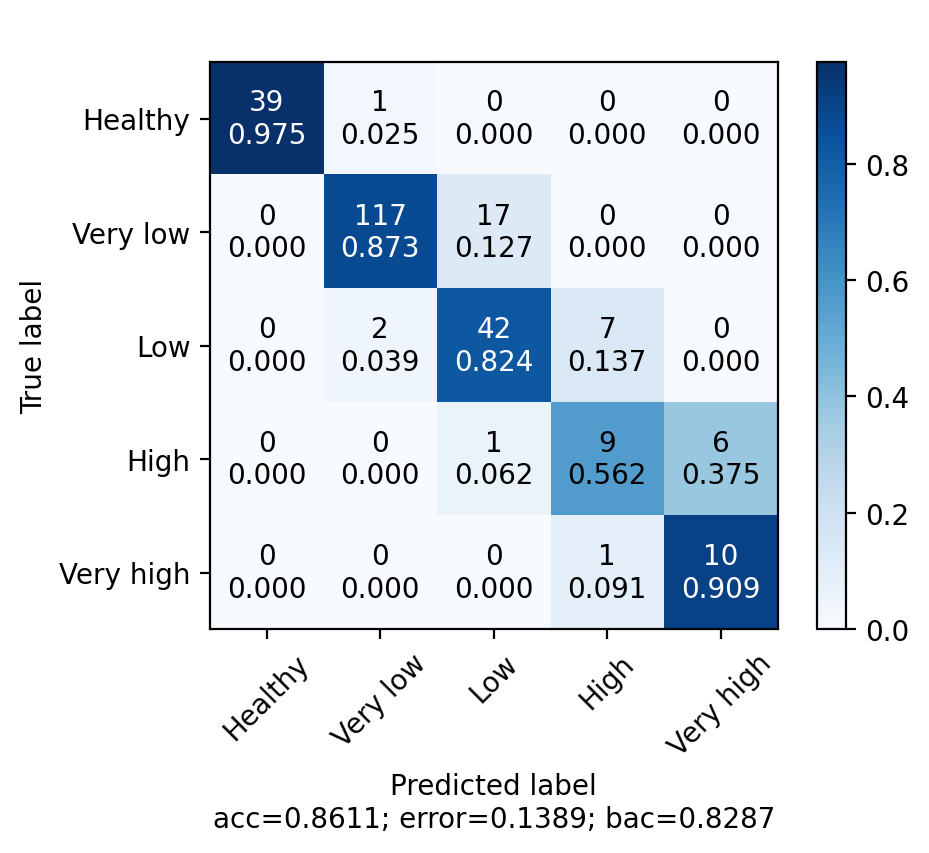 Healthy
39 1 0 0 0
0.975 0.025 0.000 0.000 0.000
Very low
0 117 17 0 0
0.000 0.873 0.127 0.000 0.000
Low
0 2 42 7 0
0.000 0.039 0.824 0.137 0.000
High
0 0 1 9 6
0.000 0.000 0.062 0.562 0.375
Very high
0 0 0 1 10
0.000 0.000 0.000 0.091 0.909
True label
Healthy Very low Low High Very high
Predicted label
acc=0.8611; error=0.1389; bac=0.8287
0.8
0.6
0.4
0.2
0.0